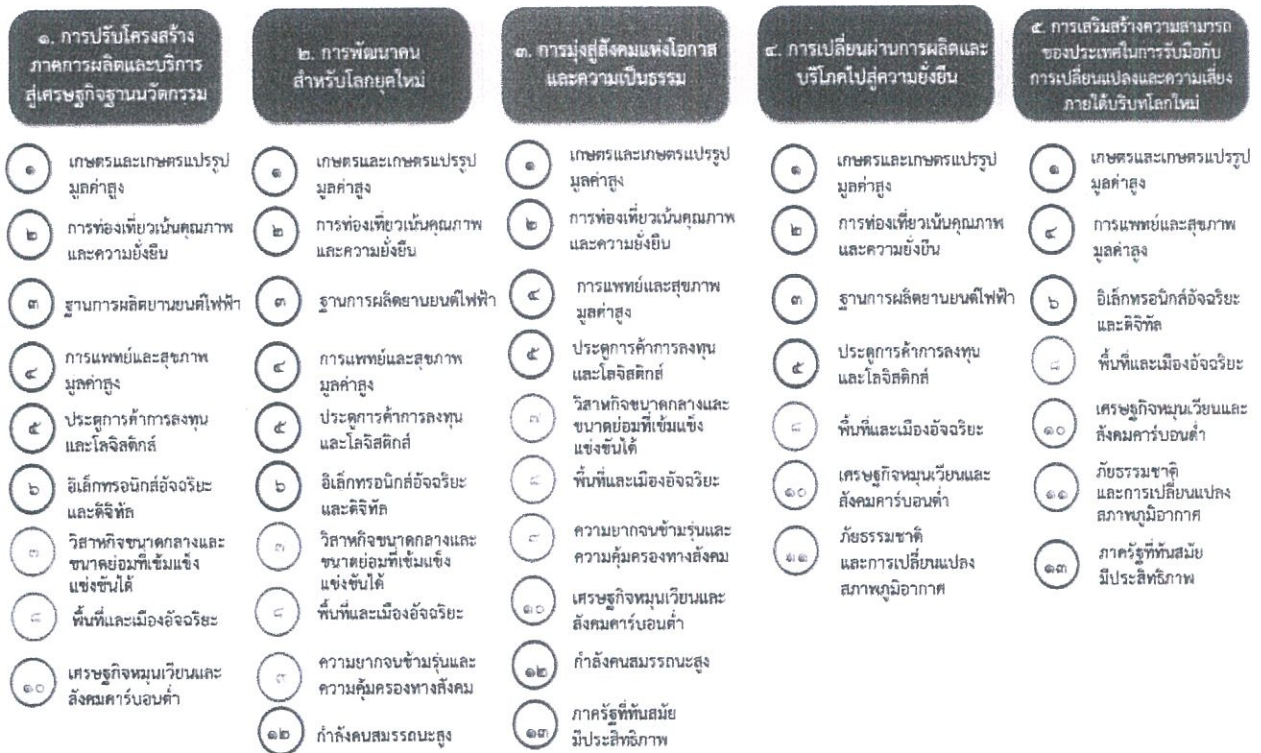 ๑. การปรับโครงสร้าง
ภาคการผลิตและบริการ
สู่เศรษฐกิจฐานนวัตกรรม
๑
เกษตรและเกษตรแปรรูป
มูลค่าสูง
๒
การท่องเที่ยวเน้นคุณภาพ
และความยั่งยืน
๓
ฐานการผลิตยานยนต์ไฟฟ้า
๔
การแพทย์และสุขภาพ
มูลค่าสูง
๕
ประตูการค้าการลงทุน
และโลจิสติกส์
๖
อิเล็กทรอนิกส์อัจฉริยะ
และดิจิทัล
๗
วิสาหกิจขนาดกลางและ
ขนาดย่อมที่เข้มแข็ง
แข่งขันได้
๘
พื้นที่และเมืองอัจฉริยะ
๑๐
เศรษฐกิจหมุนเวียนและ
สังคมคาร์บอนต่ำ
๒. การพัฒนาคน
สำหรับโลกยุคใหม่
๑
เกษตรและเกษตรแปรรูป
มูลค่าสูง
๒
การท่องเที่ยวเน้นคุณภาพ
และความยั่งยืน
๓
ฐานการผลิตยานยนต์ไฟฟ้า
๔
การแพทย์และสุขภาพ
มูลค่าสูง
๕
ประตูการค้าการลงทุน
และโลจิสติกส์
๖
อิเล็กทรอนิกส์อัจฉริยะ
และดิจิทัล
๗
วิสาหกิจขนาดกลางและ
ขนาดย่อมที่เข้มแข็ง
แข่งขันได้
๘
พื้นที่และเมืองอัจฉริยะ
๙
ความยากจนข้ามรุ่นและ
ความคุ้มครองทางสังคม
๑๒
กำลังคนสมรรถนะสูง
๓. การมุ่งสู่สังคมแห่งโอกาส
และความเป็นธรรม
๑
เกษตรและเกษตรแปรรูป
มูลค่าสูง
๒
การท่องเที่ยวเน้นคุณภาพ
และความยั่งยืน
๔
การแพทย์และสุขภาพ
มูลค่าสูง
๕
ประตูการค้าการลงทุน
และโลจิสติกส์
๗
วิสาหกิจขนาดกลางและ
ขนาดย่อมที่เข้มแข็ง
แข่งขันได้
๘
พื้นที่และเมืองอัจฉริยะ
๙
ความยากจนข้ามรุ่นและ
ความคุ้มครองทางสังคม
๑๐
เศรษฐกิจหมุนเวียนและ
สังคมคาร์บอนต่ำ
๑๒
กำลังคนสมรรถนะสูง
๑๓
ภาครัฐที่ทันสมัย
มีประสิทธิภาพ
๔. การเปลี่ยนผ่านการผลิตและ
บริโภคไปสู่ความยั่งยืน
๑
เกษตรและเกษตรแปรรูป
มูลค่าสูง
๒
การท่องเที่ยวเน้นคุณภาพ
และความยั่งยืน
๓
ฐานการผลิตยานยนต์ไฟฟ้า
๕
ประตูการค้าการลงทุน
และโลจิสติกส์
๘
พื้นที่และเมืองอัจฉริยะ
๑๐
เศรษฐกิจหมุนเวียนและ
สังคมคาร์บอนต่ำ
๑๑
ภัยธรรมชาติ
และการเปลี่ยนแปลง
สภาพภูมิอากาศ
๕. การเสริมสร้างความสามารถ
ของประเทศในการรับมือกับ
การเปลี่ยนแปลงและความเสี่ยง
ภายใต้บริบทโลกใหม่
๑
เกษตรและเกษตรแปรรูป
มูลค่าสูง
๔
การแพทย์และสุขภาพ
มูลค่าสูง
๖
อิเล็กทรอนิกส์อัจฉริยะ
และดิจิทัล
๘
พื้นที่และเมืองอัจฉริยะ
๑๐
เศรษฐกิจหมุนเวียนและ
สังคมคาร์บอนต่ำ
๑๑
ภัยธรรมชาติ
และการเปลี่ยนแปลง
สภาพภูมิอากาศ
๑๓
ภาครัฐที่ทันสมัย
มีประสิทธิภาพ